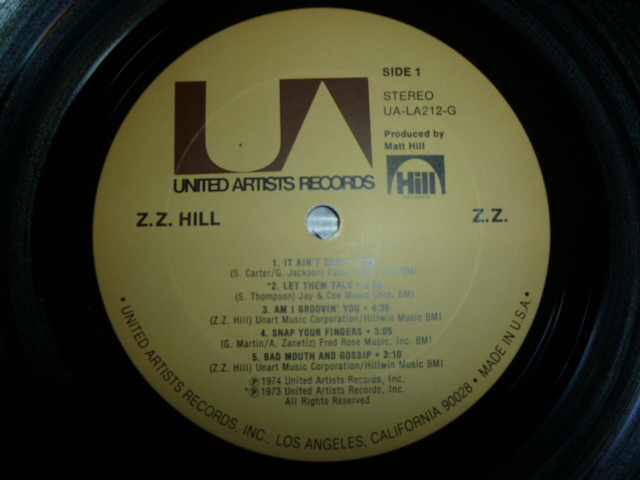 SIDE 1
STEREO
UA-LA212-G
Produced by
Matt Hill
UA
UNITED ARTISTS RECORDS
Hill
Z.Z. HILL
Z.Z.
1. IT AIN'T
(S. Carter/G. Jackson) BMI
*2. LET THEM TALK •
(S. Thompson) Jay & Cee Music Corp. BMI
3. AM I GROOVIN' YOU • 4:35
(Z.Z. Hill) Unart Music Corporation/Hillwin Music BMI
4. SNAP YOUR FINGERS • 3:05
(G. Martin/A. Zanetiz) Fred Rose Music, Inc. BMI
5. BAD MOUTH AND GOSSIP • 3:10
(Z.Z. Hill) Unart Music Corporation/Hillwin Music BMI
℗ 1974 United Artists Records, Inc.
*℗ 1973 United Artists Records, Inc.
All Rights Reserved
• UNITED ARTISTS RECORDS, INC., LOS ANGELES, CALIFORNIA 90028 • MADE IN U.S.A. •